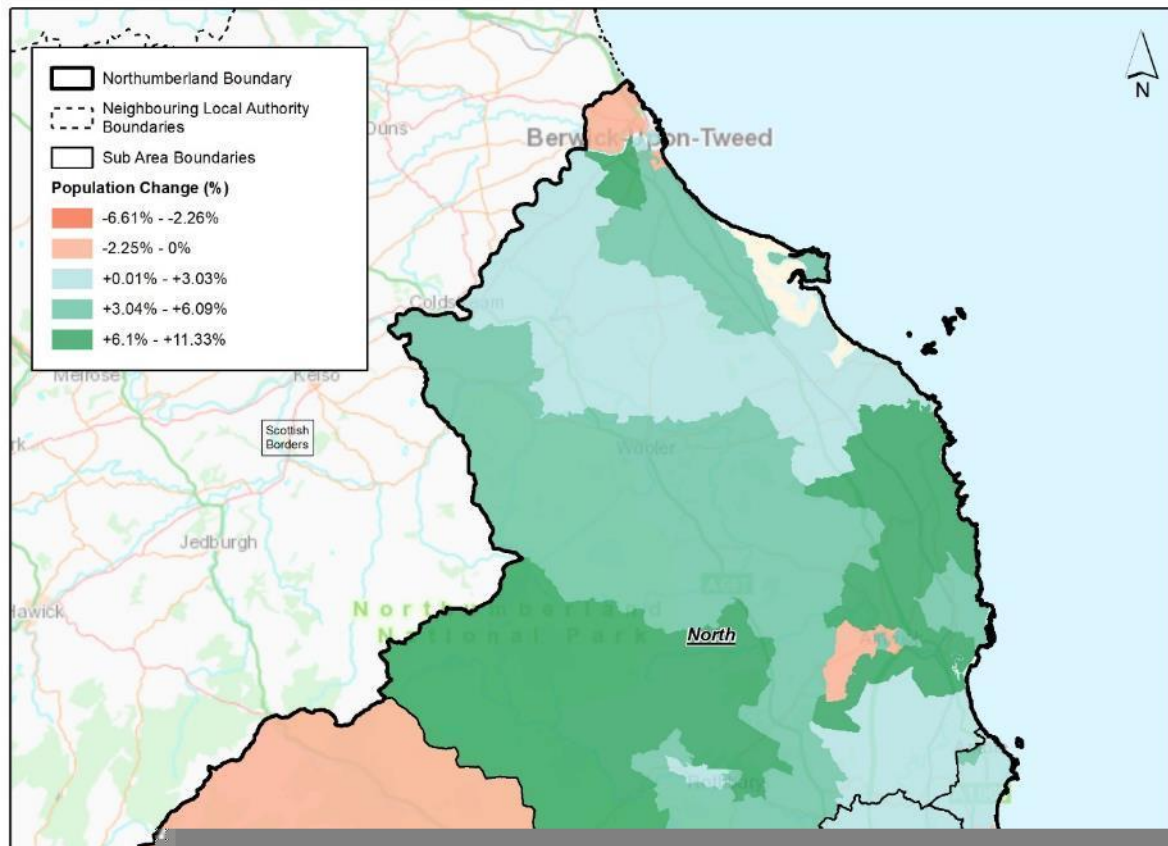 Northumberland Boundary
Neighbouring Local Authority
Boundaries
Sub Area Boundaries
Population Change (%)
-6.61% - -2.26%
-2.25% - 0%
+0.01% - +3.03%
+3.04% - +6.09%
+6.1% - +11.33%
N
Duns
Berwick-Upon-Tweed
Coldstream
Melrose
Kelso
Scottish
Borders
Wooler
Jedburgh
Hawick
Northumberland
National Park
North
Rothbury